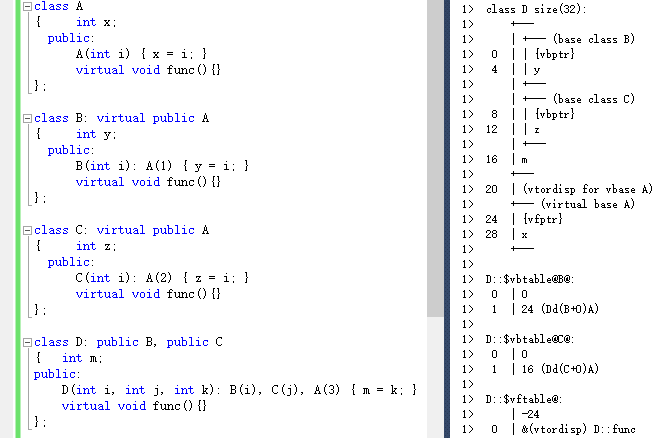 class A
{ int x;
public:
A(int i) { x = i; }
virtual void func(){}
};
class B: virtual public A
{ int y;
public:
B(int i): A(1) { y = i; }
virtual void func(){}
};
class C: virtual public A
{ int z;
public:
C(int i): A(2) { z = i; }
virtual void func(){}
};
class D: public B, public C
{ int m;
public:
D(int i, int j, int k): B(i), C(j), A(3) { m = k; }
virtual void func(){}
};
1> class D size(32):
1> +---
1> | +--- (base class B)
1> 0 | | {vbptr}
1> 4 | | y
1> | +---
1> | +--- (base class C)
1> 8 | | {vbptr}
1> 12 | | z
1> | +---
1> 16 | m
1> +---
1> 20 | (vtordisp for vbase A)
1> +--- (virtual base A)
1> 24 | {vfptr}
1> 28 | x
1> +---
1>
1> D::$vbtable@B@:
1> 0 | 0
1> 1 | 24 (Dd(B+0)A)
1>
1> D::$vbtable@C@:
1> 0 | 0
1> 1 | 16 (Dd(C+0)A)
1>
1> D::$vftable@:
1> | -24
1> 0 | &(vtordisp) D::func